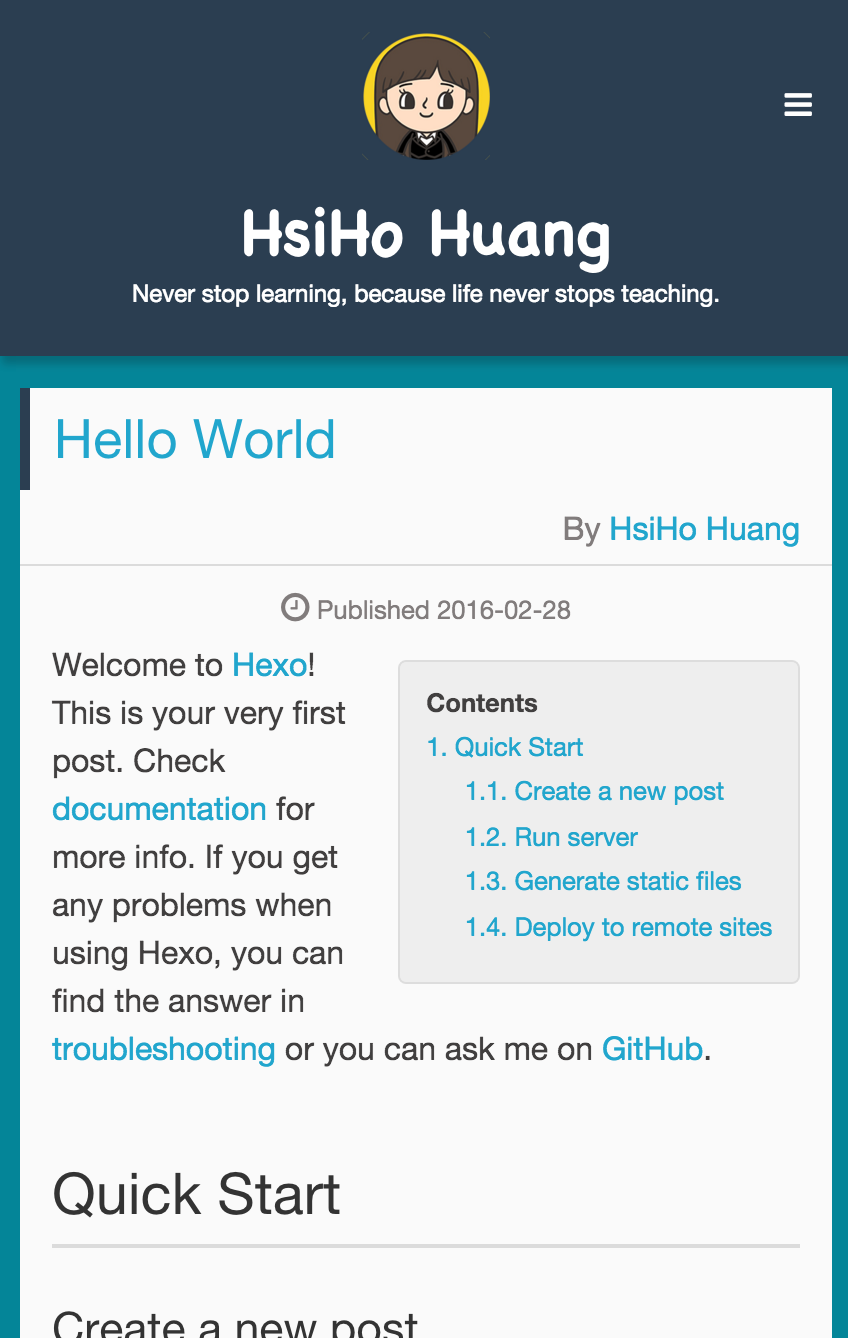 HsiHo Huang
Never stop learning, because life never stops teaching.
Hello World
By HsiHo Huang
Published 2016-02-28
Welcome to Hexo!
This is your very first
post. Check
documentation for
more info. If you get
any problems when
using Hexo, you can
find the answer in
troubleshooting or you can ask me on GitHub.
Contents
1. Quick Start
1.1. Create a new post
1.2. Run server
1.3. Generate static files
1.4. Deploy to remote sites
Quick Start
Create a new post